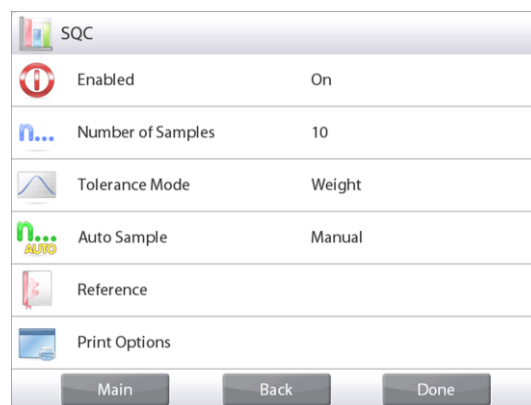 SQC
Enabled On
n... Number of Samples 10
Tolerance Mode Weight
n... AUTO Auto Sample Manual
Reference
Print Options
Main Back Done